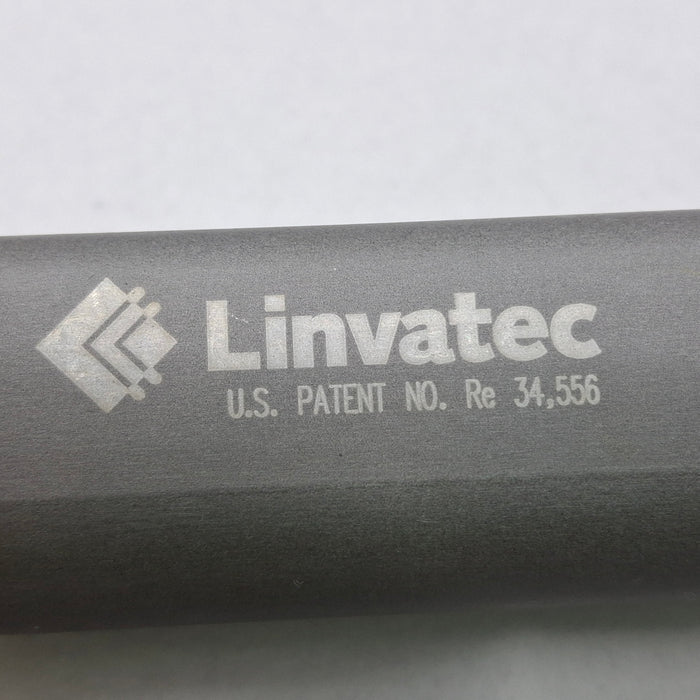 Linvatec
U.S. PATENT NO. Re 34,556